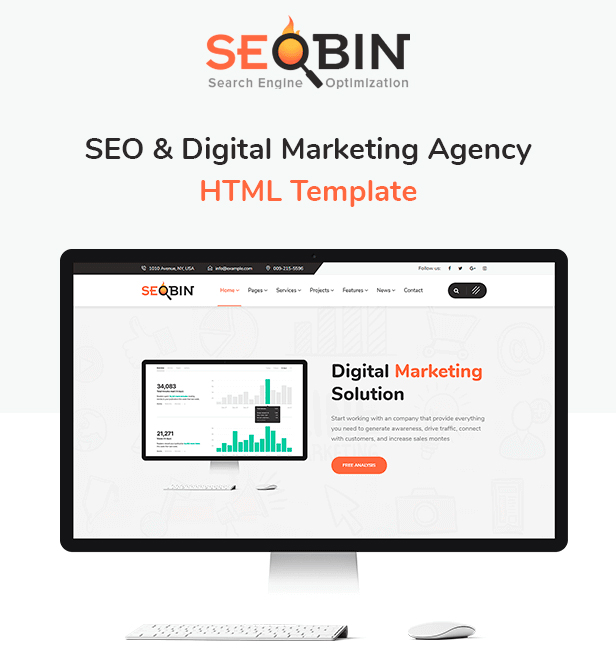 SEOBIN
Search Engine Optimization
SEO & Digital Marketing Agency
HTML Template
1010 Avenue, NY, USA info@example.com 009-215-5596 Follow us:
SEOBIN Home Pages Services Projects Features News Contact
34,083
21,271
Digital Marketing
Solution
Start working with an company that provide everything
you need to generate awareness, drive traffic, connect
with customers, and increase sales montes
FREE ANALYSIS